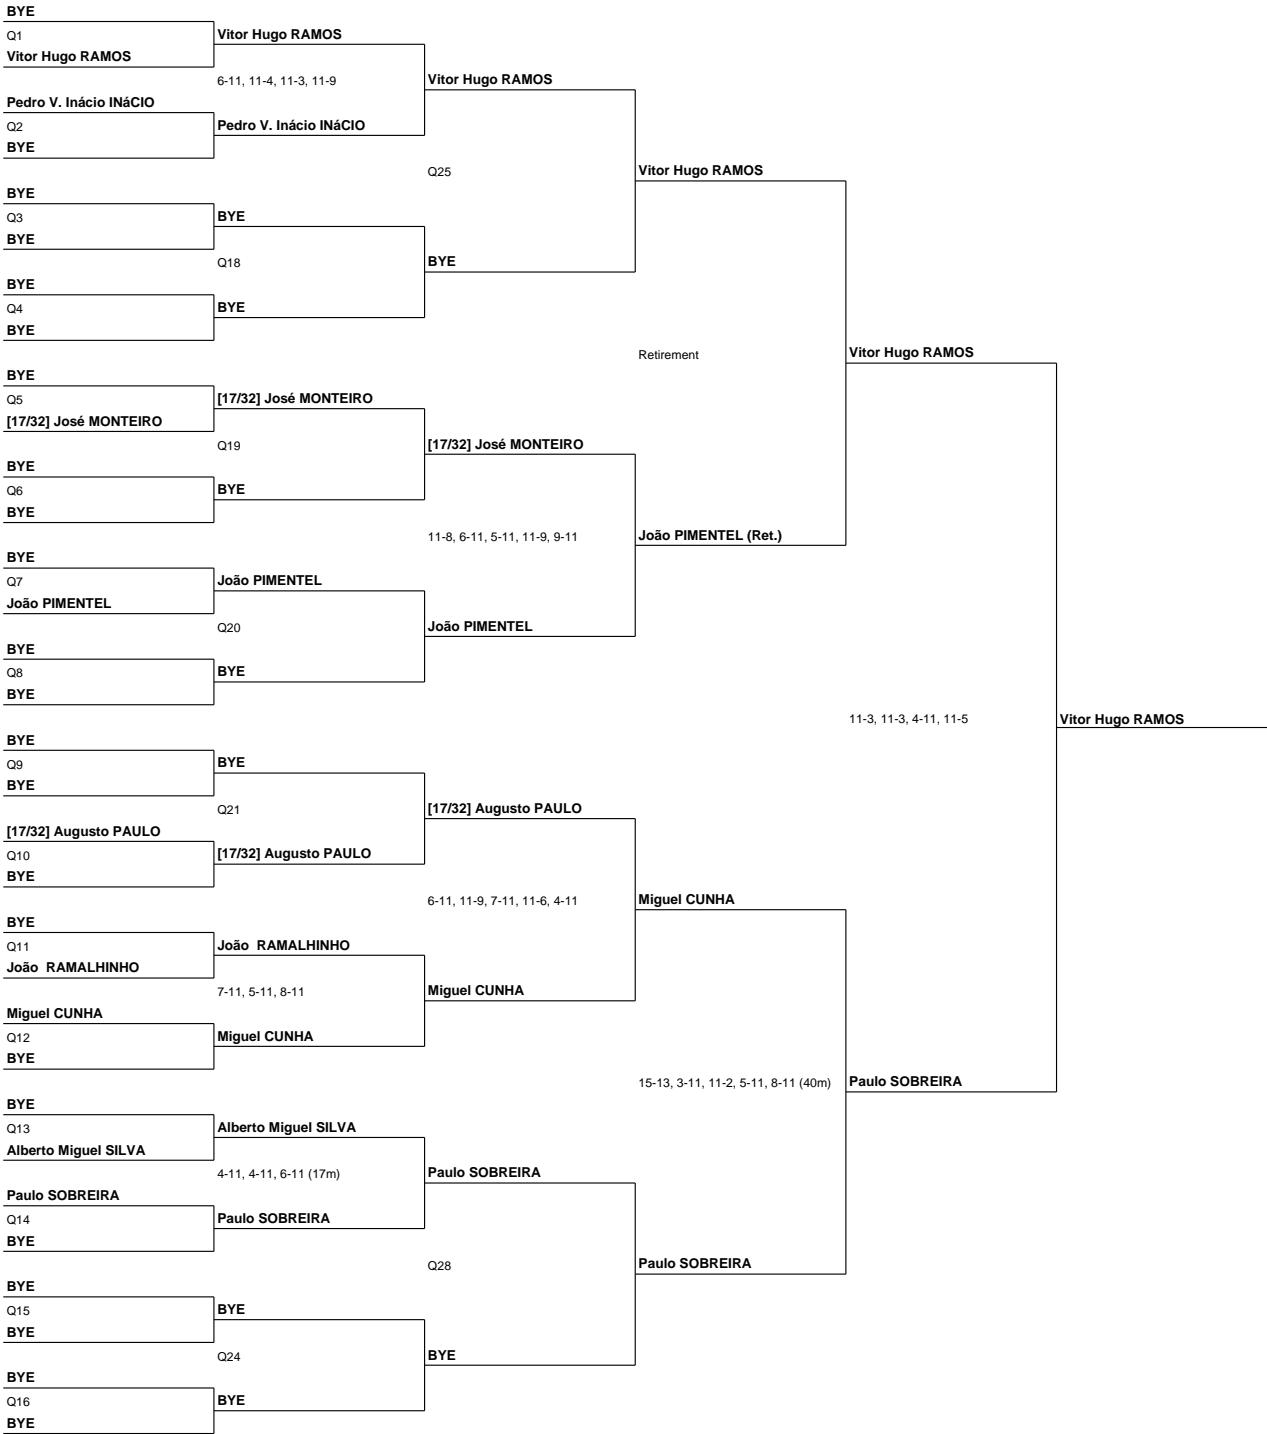 BYE
Q1
Vitor Hugo RAMOS
Pedro V. Inácio INáCIO
Q2
BYE
BYE
Q3
BYE
BYE
Q4
BYE
BYE
Q5
[17/32] José MONTEIRO
BYE
Q6
BYE
BYE
Q7
João PIMENTEL
BYE
Q8
BYE
BYE
Q9
BYE
[17/32] Augusto PAULO
Q10
BYE
BYE
Q11
João  RAMALHINHO
Miguel CUNHA
Q12
BYE
BYE
Q13
Alberto Miguel SILVA
Paulo SOBREIRA
Q14
BYE
BYE
Q15
BYE
BYE
Q16
BYE
Vitor Hugo RAMOS
6-11, 11-4, 11-3, 11-9
Pedro V. Inácio INáCIO
BYE
Q18
BYE
[17/32] José MONTEIRO
Q19
BYE
João PIMENTEL
Q20
BYE
BYE
Q21
[17/32] Augusto PAULO
João  RAMALHINHO
7-11, 5-11, 8-11
Miguel CUNHA
Alberto Miguel SILVA
4-11, 4-11, 6-11 (17m)
Paulo SOBREIRA
BYE
Q24
BYE
Vitor Hugo RAMOS
Q25
BYE
[17/32] José MONTEIRO
11-8, 6-11, 5-11, 11-9, 9-11
João PIMENTEL
[17/32] Augusto PAULO
6-11, 11-9, 7-11, 11-6, 4-11
Miguel CUNHA
Paulo SOBREIRA
Q28
BYE
Vitor Hugo RAMOS
Retirement
João PIMENTEL (Ret.)
Miguel CUNHA
15-13, 3-11, 11-2, 5-11, 8-11 (40m)
Paulo SOBREIRA
Vitor Hugo RAMOS
11-3, 11-3, 4-11, 11-5
Paulo SOBREIRA
Vitor Hugo RAMOS